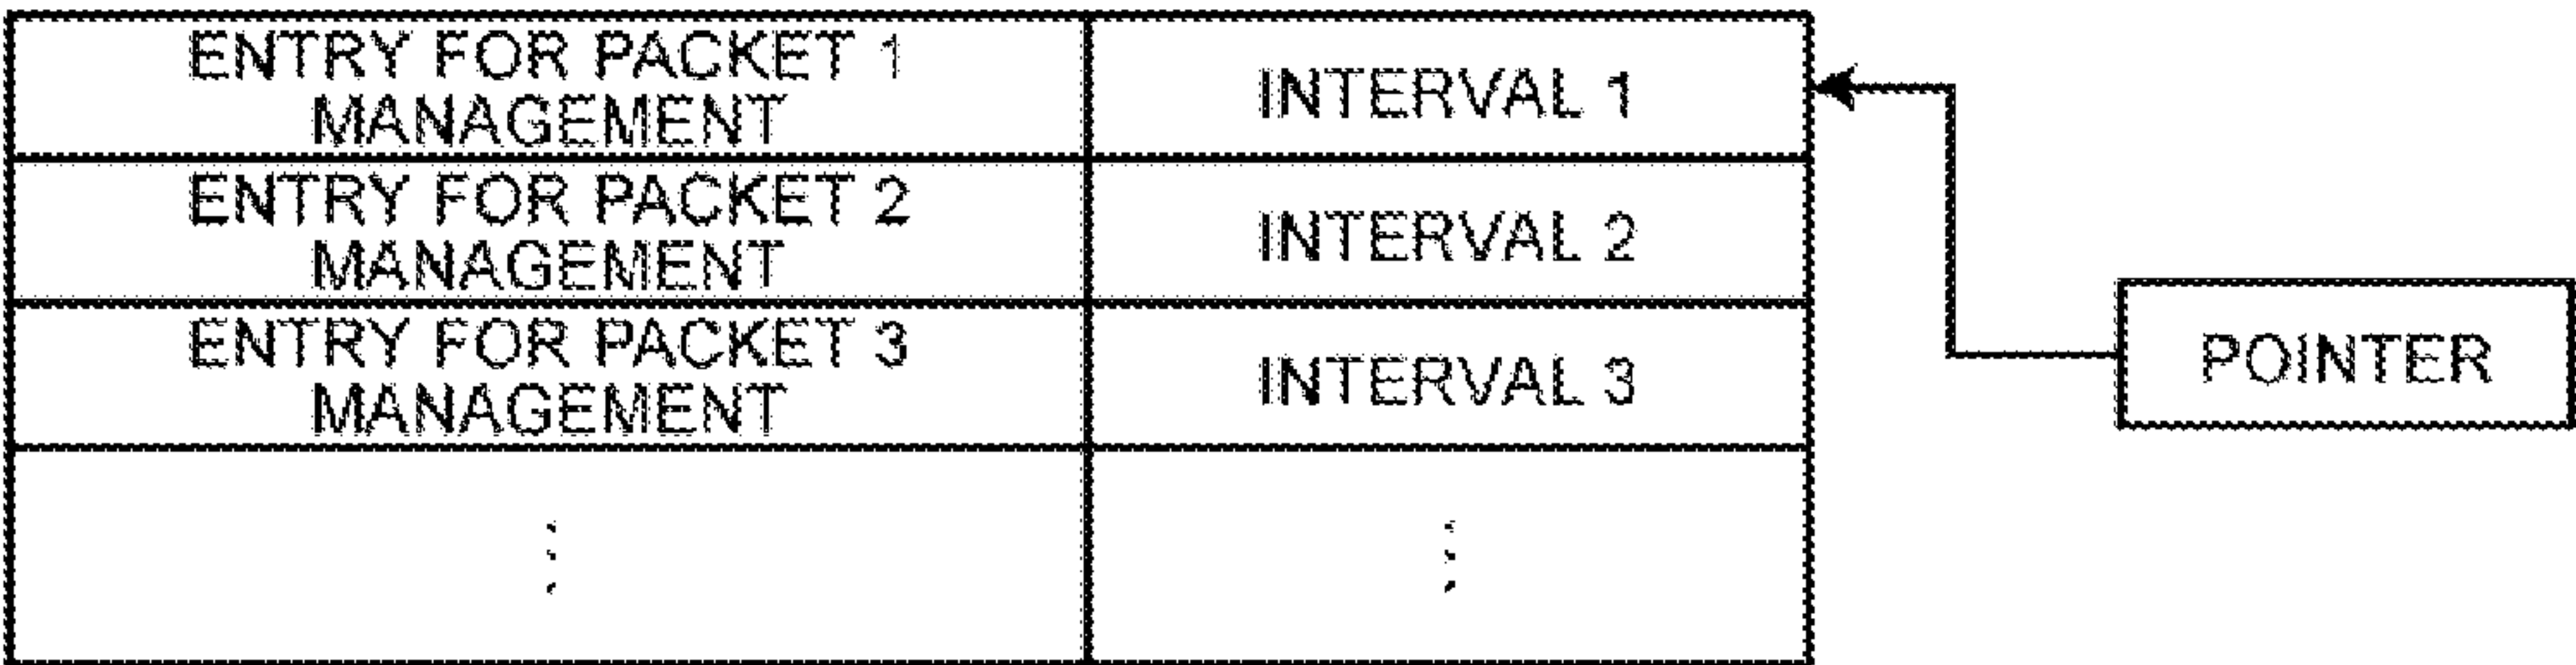 ENTRY FOR PACKET 1
MANAGEMENT
INTERVAL 1
ENTRY FOR PACKET 2
MANAGEMENT
INTERVAL 2
ENTRY FOR PACKET 3
MANAGEMENT
INTERVAL 3
POINTER